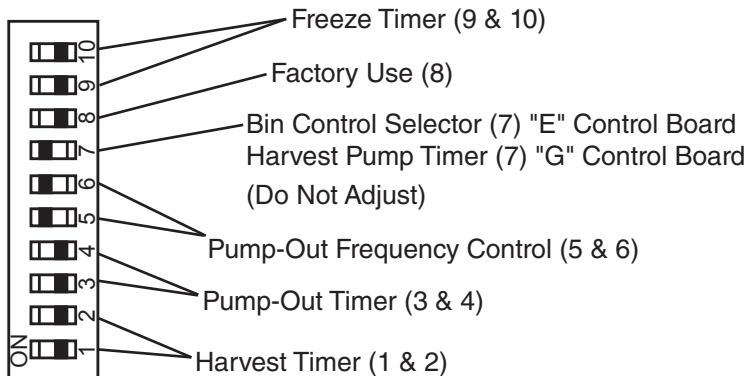 Freeze Timer (9 & 10)
Factory Use (8)
Bin Control Selector (7) "E" Control Board
Harvest Pump Timer (7) "G" Control Board
(Do Not Adjust)
Pump-Out Frequency Control (5 & 6)
Pump-Out Timer (3 & 4)
Harvest Timer (1 & 2)
10
9
8
7
6
5
4
3
2
1
ON